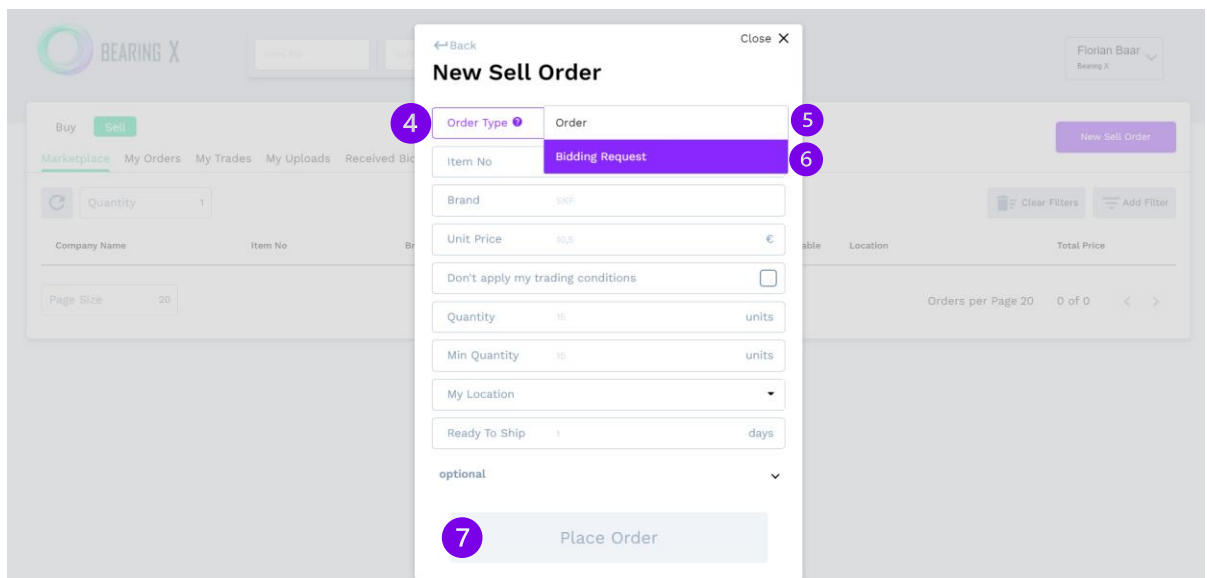 BEARING X
Florian Baar
Bearing X
Back
Close
New Sell Order
4
Order Type ?
Order
5
Bidding Request
6
Item No
Brand
SKF
Unit Price
10,5
€
Don't apply my trading conditions
Quantity
15
units
Min Quantity
15
units
My Location
Ready To Ship
1
days
optional
7
Place Order
Buy
Sell
New Sell Order
Marketplace
My Orders
My Trades
My Uploads
Received
Quantity
1
Clear Filters
Add Filter
Company Name
Item No
Location
Total Price
Page Size
20
Orders per Page 20
0 of 0